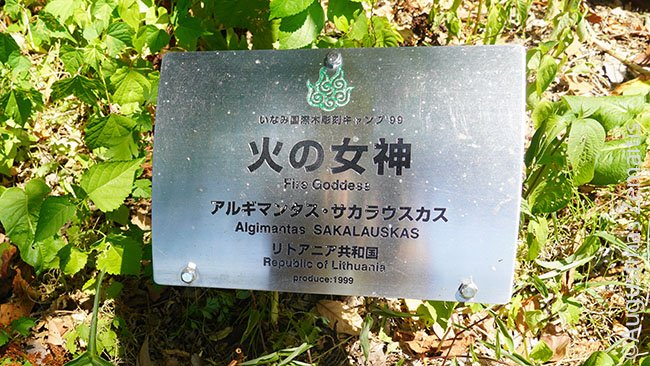 いなみ国際木彫刻キャンプ'99
火の女神
Fire Goddess
アルギマンタス・サカラウスカス
Algimantas SAKALAUSKAS
リトアニア共和国
Republic of Lithuania
produce:1999